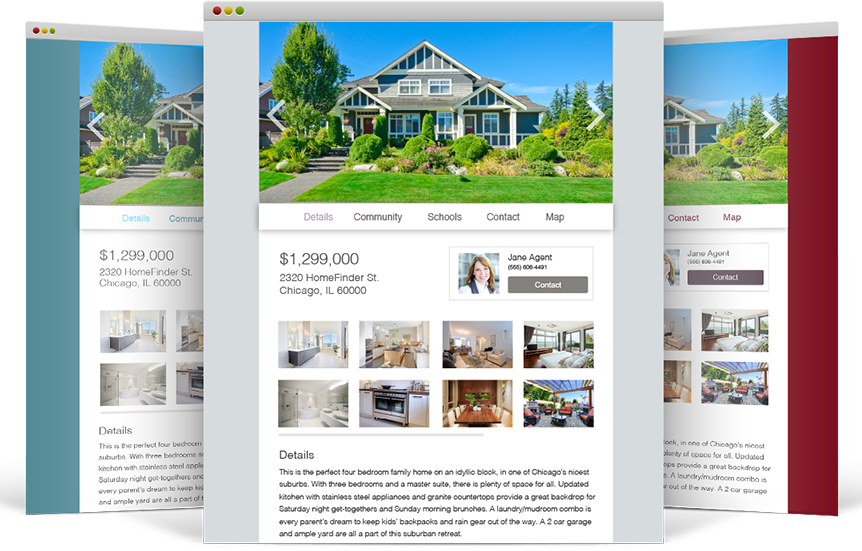 Details
Commun
$1,299,000
2320 HomeFinder St.
Chicago, IL 60000
Details
This is the perfect four bedroom
suburbs. With three bedrooms a
kitchen with stainless steel appl
Saturday night get-togethers and
every parent's dream to keep kids
and ample yard are all a part of t
Details
Community
Schools
Contact
Map
$1,299,000
2320 HomeFinder St.
Chicago, IL 60000
Jane Agent
(555) 606-4491
Contact
Details
This is the perfect four bedroom family home on an idyllic block, in one of Chicago's nicest
suburbs. With three bedrooms and a master suite, there is plenty of space for all. Updated
kitchen with stainless steel appliances and granite countertops provide a great backdrop for
Saturday night get-togethers and Sunday morning brunches. A laundry/mudroom combo is
every parent's dream to keep kids' backpacks and rain gear out of the way. A 2 car garage
and ample yard are all a part of this suburban retreat.
Contact
Map
Jane Agent
(555) 606-4491
Contact
ock, in one of Chicago's nicest
plenty of space for all. Updated
ops provide a great backdrop for
s. A laundry/mudroom combo is
r out of the way. A 2 car garage